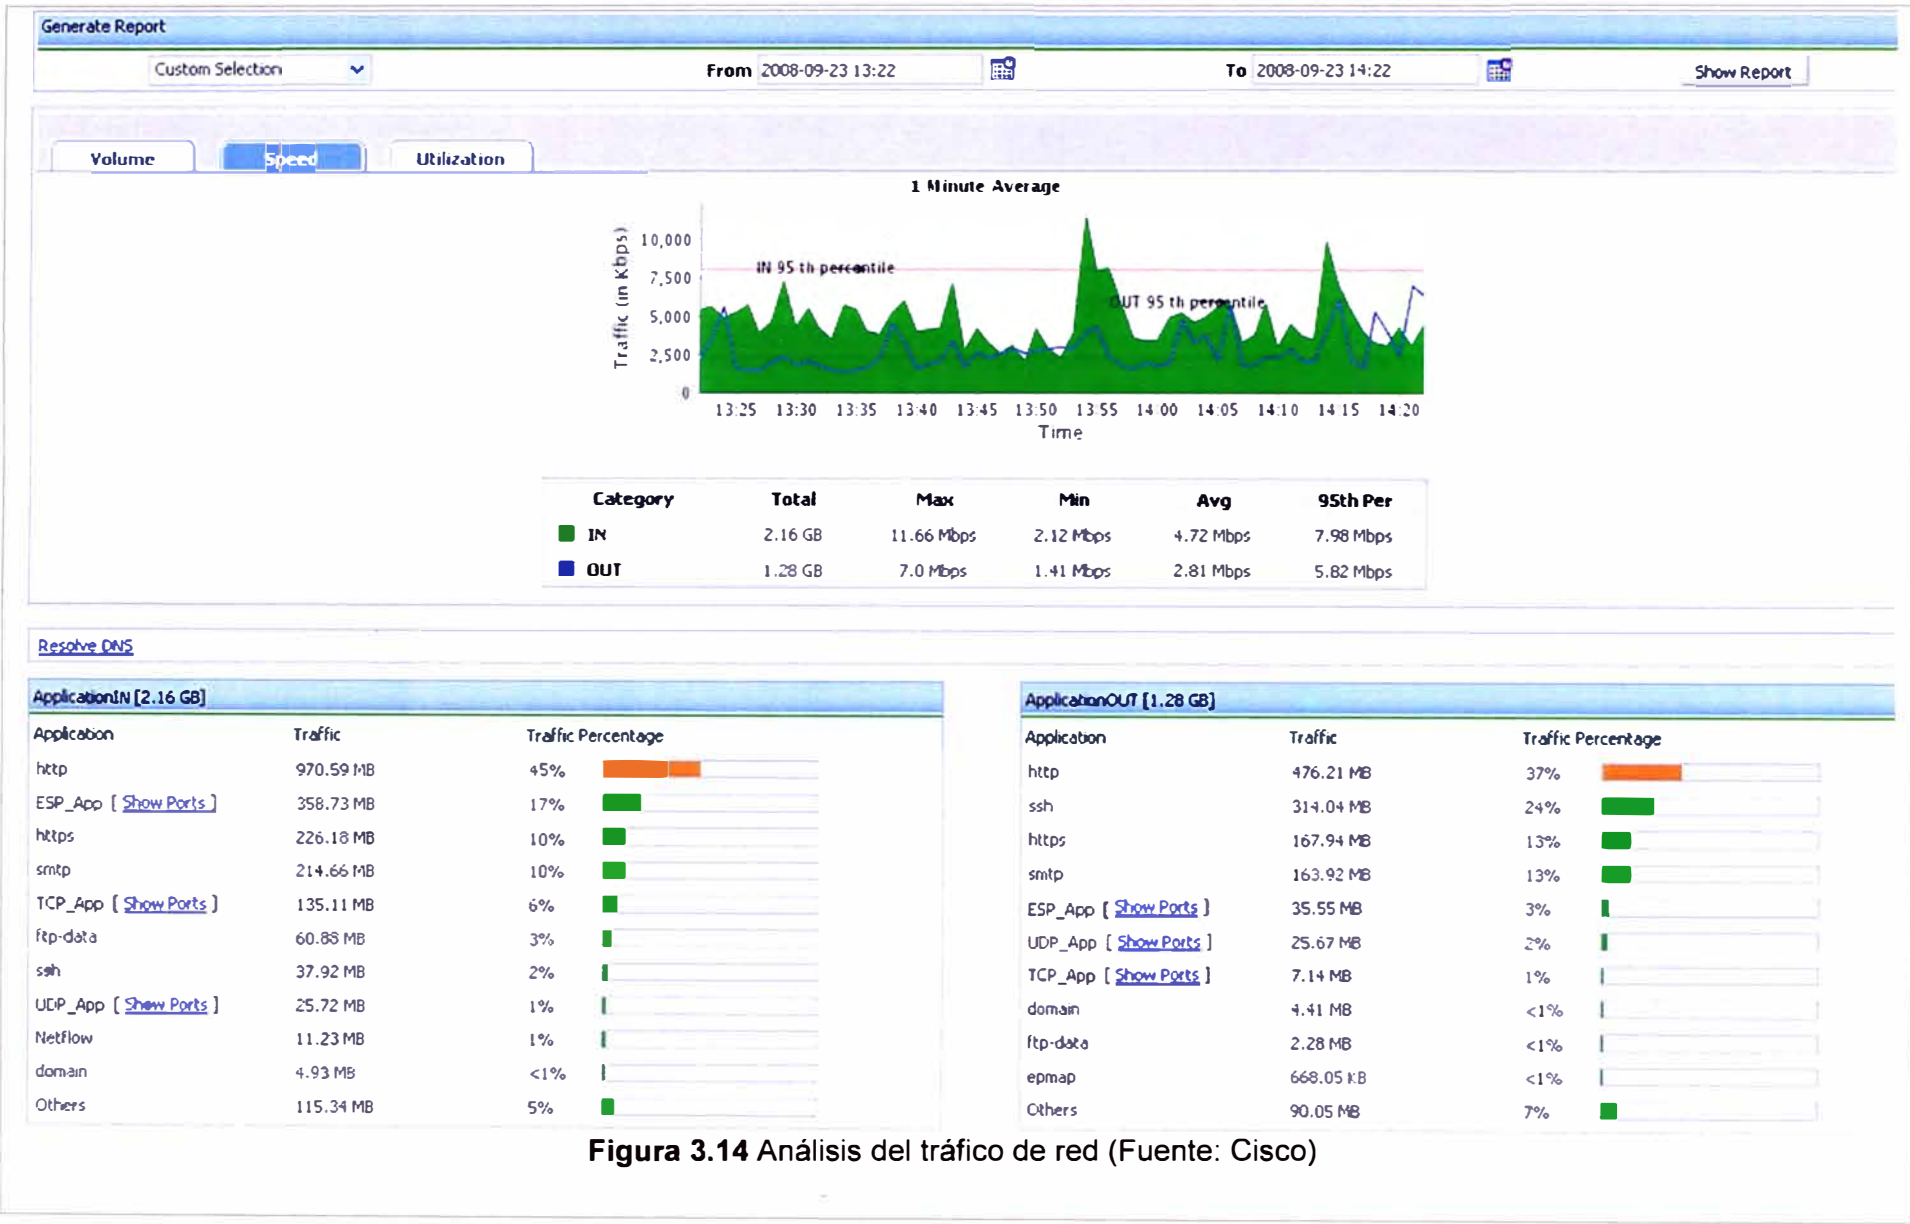 Generate Report
Custom Selection From 2008-09-23 13:22 To 2008-09-23 14:22 Show Report
Volume Speed Utilization
1 Minute Average
Traffic (in Kbps)
10,000
7,500
5,000
2,500
0
IN 95 th percentile
OUT 95 th percentile
13:25 13:30 13:35 13:40 13:45 13:50 13:55 14:00 14:05 14:10 14:15 14:20
Time
Category Total Max Min Avg 95th Per
IN 2.16 GB 11.66 Mbps 2.12 Mbps 4.72 Mbps 7.98 Mbps
OUT 1.28 GB 7.0 Mbps 1.41 Mbps 2.81 Mbps 5.82 Mbps
Resolve DNS
ApplicationIN [2.16 GB]
Application Traffic Traffic Percentage
http 970.59 MB 45%
ESP_App [ Show Ports ] 358.73 MB 17%
https 226.18 MB 10%
smtp 214.66 MB 10%
TCP_App [ Show Ports ] 135.11 MB 6%
ftp-data 60.88 MB 3%
ssh 37.92 MB 2%
UDP_App [ Show Ports ] 25.72 MB 1%
Netflow 11.23 MB 1%
domain 4.93 MB <1%
Others 115.34 MB 5%
ApplicationOUT [1.28 GB]
Application Traffic Traffic Percentage
http 476.21 MB 37%
ssh 314.04 MB 24%
https 167.94 MB 13%
smtp 163.92 MB 13%
ESP_App [ Show Ports ] 35.55 MB 3%
UDP_App [ Show Ports ] 25.67 MB 2%
TCP_App [ Show Ports ] 7.14 MB 1%
domain 4.41 MB <1%
ftp-data 2.28 MB <1%
epmap 668.05 KB <1%
Others 90.05 MB 7%
Figura 3.14 Análisis del tráfico de red (Fuente: Cisco)